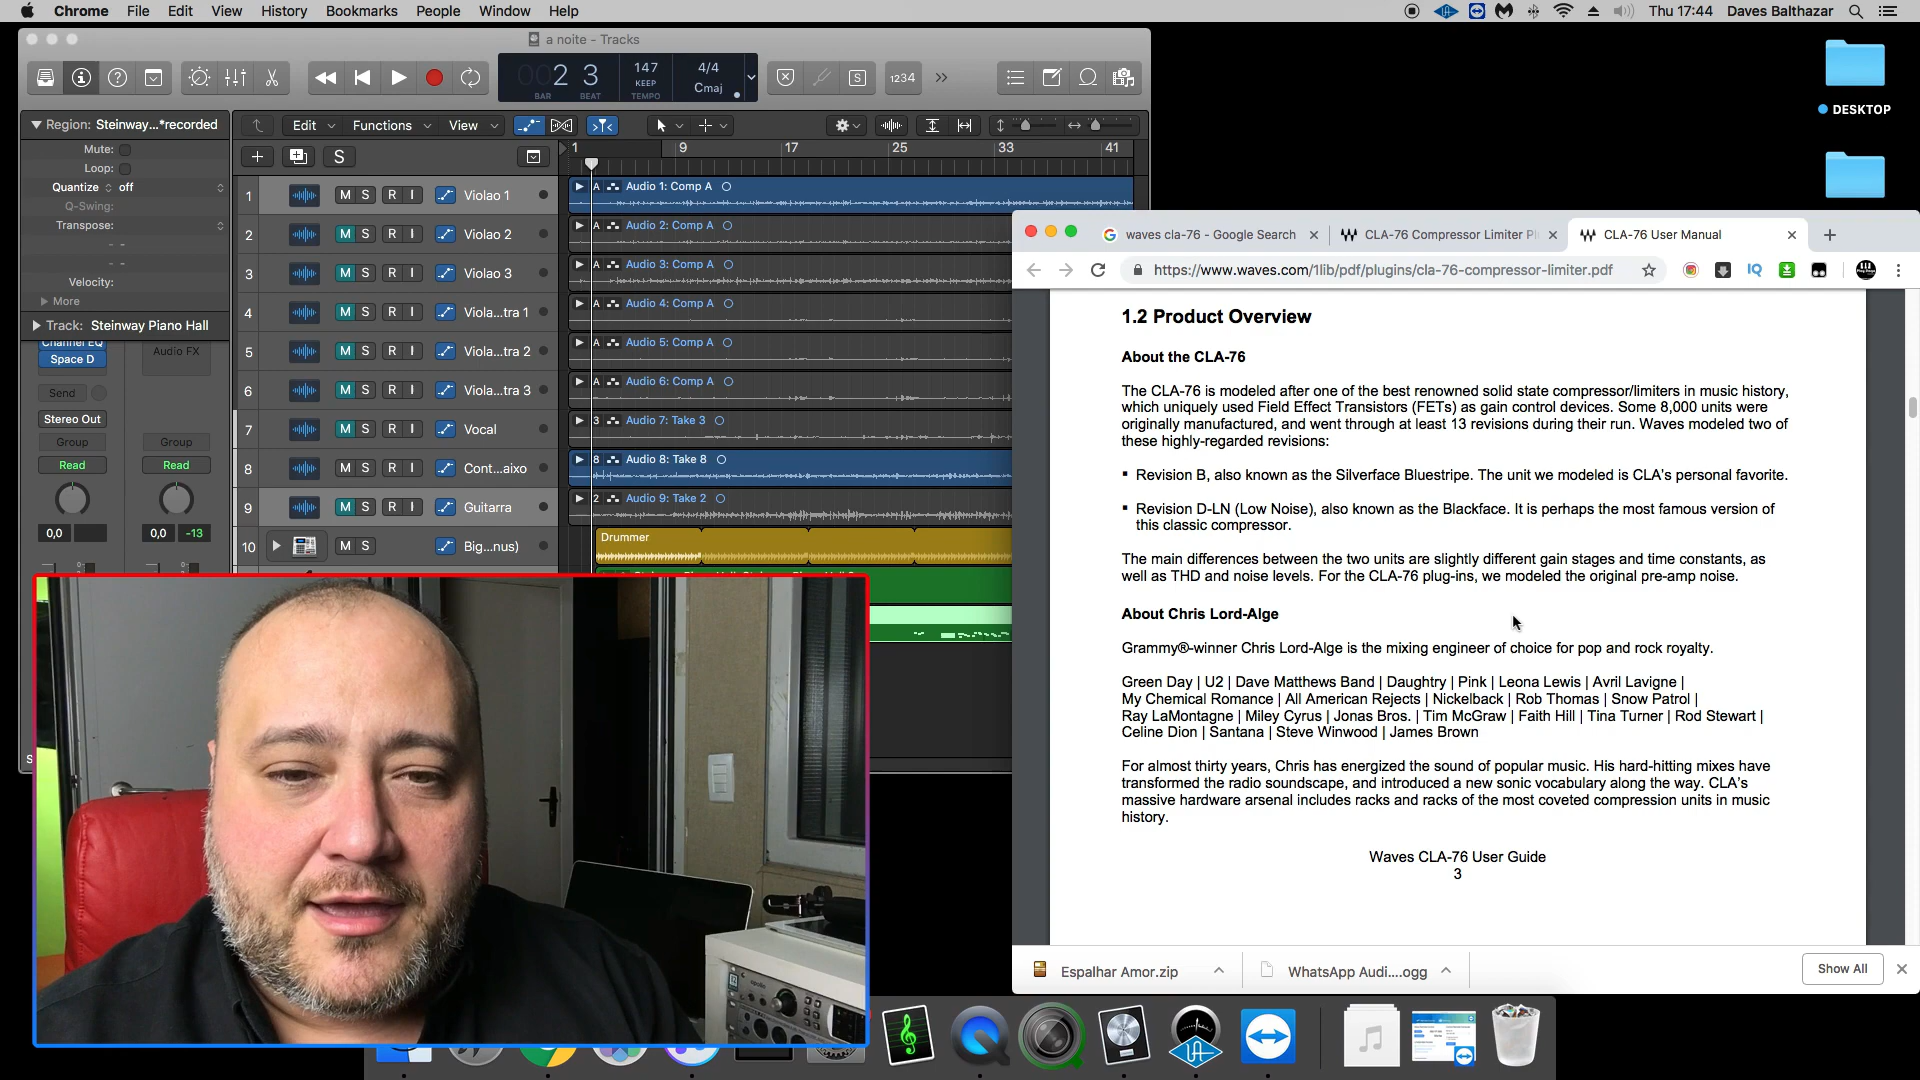 Chrome File Edit View History Bookmarks People Window Help
Thu 17:44 Daves Balthazar
a noite - Tracks
002 3
BAR BEAT
147
KEEP
TEMPO
4/4
Cmaj
1234
DESKTOP
Region: Steinway...*recorded
Mute:
Loop:
Quantize off
Q-Swing:
Transpose:
Velocity:
More
Track: Steinway Piano Hall
Channel EQ
Space D
Audio FX
Send
Stereo Out
Group Group
Read Read
0,0 0,0 -13
Edit Functions View
S
1 9 17 25 33 41
1 M S R I Violao 1
2 M S R I Violao 2
3 M S R I Violao 3
4 M S R I Viola...tra 1
5 M S R I Viola...tra 2
6 M S R I Viola...tra 3
7 M S R I Vocal
8 M S R I Cont...aixo
9 M S R I Guitarra
10 M S Big...nus)
A Audio 1: Comp A
A Audio 2: Comp A
A Audio 3: Comp A
A Audio 4: Comp A
A Audio 5: Comp A
A Audio 6: Comp A
3 Audio 7: Take 3
8 Audio 8: Take 8
2 Audio 9: Take 2
Drummer
waves cla-76 - Google Search
CLA-76 Compressor Limiter Pl
CLA-76 User Manual
https://www.waves.com/1lib/pdf/plugins/cla-76-compressor-limiter.pdf
IQ
1.2 Product Overview
About the CLA-76
The CLA-76 is modeled after one of the best renowned solid state compressor/limiters in music history,
which uniquely used Field Effect Transistors (FETs) as gain control devices. Some 8,000 units were
originally manufactured, and went through at least 13 revisions during their run. Waves modeled two of
these highly-regarded revisions:
▪ Revision B, also known as the Silverface Bluestripe. The unit we modeled is CLA's personal favorite.
▪ Revision D-LN (Low Noise), also known as the Blackface. It is perhaps the most famous version of
this classic compressor.
The main differences between the two units are slightly different gain stages and time constants, as
well as THD and noise levels. For the CLA-76 plug-ins, we modeled the original pre-amp noise.
About Chris Lord-Alge
Grammy®-winner Chris Lord-Alge is the mixing engineer of choice for pop and rock royalty.
Green Day | U2 | Dave Matthews Band | Daughtry | Pink | Leona Lewis | Avril Lavigne |
My Chemical Romance | All American Rejects | Nickelback | Rob Thomas | Snow Patrol |
Ray LaMontagne | Miley Cyrus | Jonas Bros. | Tim McGraw | Faith Hill | Tina Turner | Rod Stewart |
Celine Dion | Santana | Steve Winwood | James Brown
For almost thirty years, Chris has energized the sound of popular music. His hard-hitting mixes have
transformed the radio soundscape, and introduced a new sonic vocabulary along the way. CLA's
massive hardware arsenal includes racks and racks of the most coveted compression units in music
history.
Waves CLA-76 User Guide
3
Espalhar Amor.zip
WhatsApp Audi....ogg
Show All
apollo